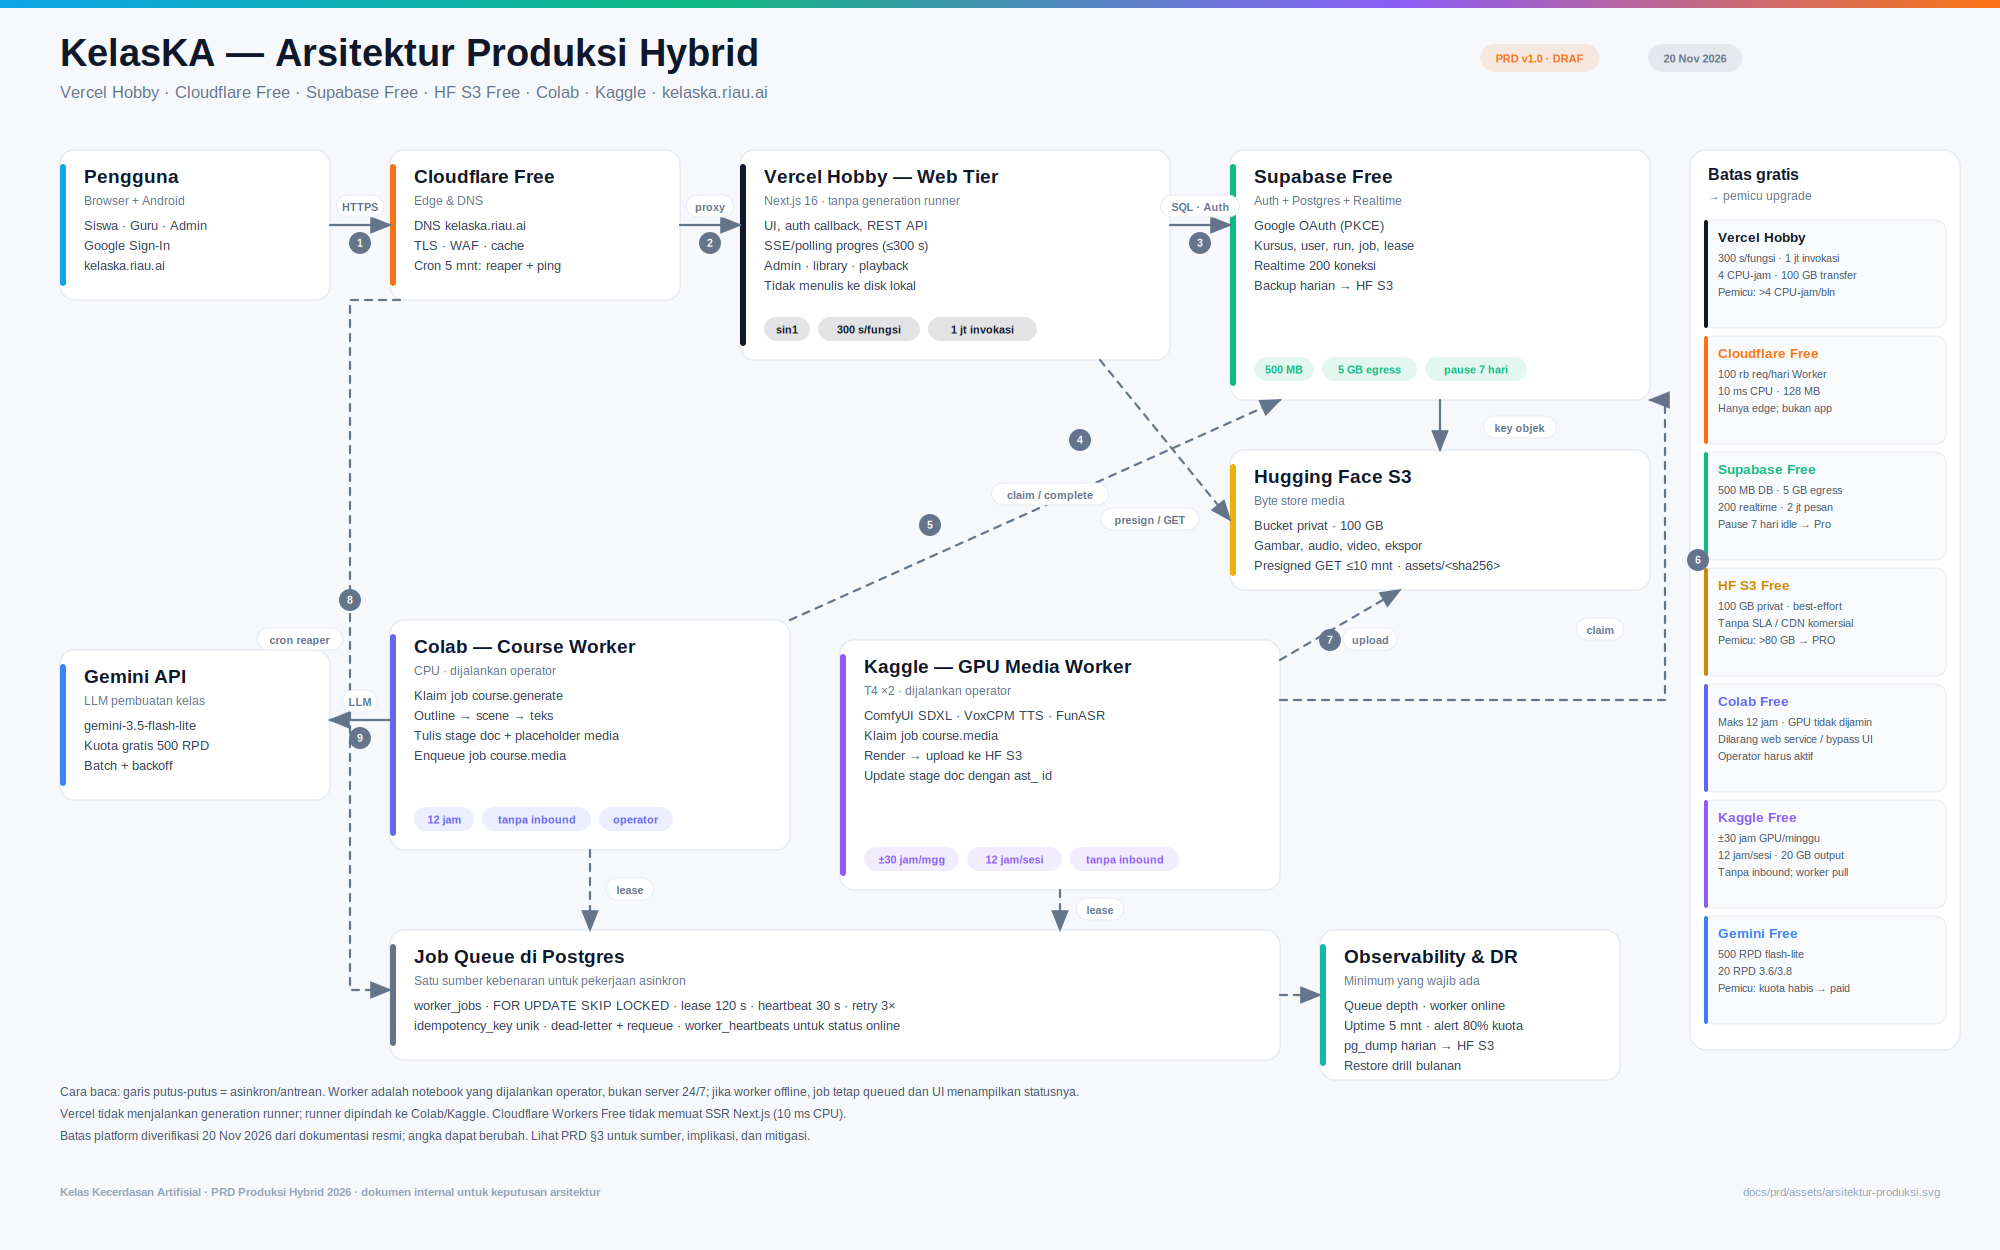 KelasKA — Arsitektur Produksi Hybrid
Vercel Hobby · Cloudflare Free · Supabase Free · HF S3 Free · Colab · Kaggle · kelaska.riau.ai
PRD v1.0 · DRAF
20 Nov 2026
Pengguna
Browser + Android
Siswa · Guru · Admin
Google Sign-In
kelaska.riau.ai
HTTPS
1
Cloudflare Free
Edge & DNS
DNS kelaska.riau.ai
TLS · WAF · cache
Cron 5 mnt: reaper + ping
proxy
2
Vercel Hobby — Web Tier
Next.js 16 · tanpa generation runner
UI, auth callback, REST API
SSE/polling progres (≤300 s)
Admin · library · playback
Tidak menulis ke disk lokal
sin1
300 s/fungsi
1 jt invokasi
SQL · Auth
3
Supabase Free
Auth + Postgres + Realtime
Google OAuth (PKCE)
Kursus, user, run, job, lease
Realtime 200 koneksi
Backup harian → HF S3
500 MB
5 GB egress
pause 7 hari
4
claim / complete
5
presign / GET
key objek
Hugging Face S3
Byte store media
Bucket privat · 100 GB
Gambar, audio, video, ekspor
Presigned GET ≤10 mnt · assets/<sha256>
6
7
upload
claim
8
cron reaper
Gemini API
LLM pembuatan kelas
gemini-3.5-flash-lite
Kuota gratis 500 RPD
Batch + backoff
LLM
9
Colab — Course Worker
CPU · dijalankan operator
Klaim job course.generate
Outline → scene → teks
Tulis stage doc + placeholder media
Enqueue job course.media
12 jam
tanpa inbound
operator
Kaggle — GPU Media Worker
T4 ×2 · dijalankan operator
ComfyUI SDXL · VoxCPM TTS · FunASR
Klaim job course.media
Render → upload ke HF S3
Update stage doc dengan ast_ id
±30 jam/mgg
12 jam/sesi
tanpa inbound
lease
lease
Job Queue di Postgres
Satu sumber kebenaran untuk pekerjaan asinkron
worker_jobs · FOR UPDATE SKIP LOCKED · lease 120 s · heartbeat 30 s · retry 3×
idempotency_key unik · dead-letter + requeue · worker_heartbeats untuk status online
Observability & DR
Minimum yang wajib ada
Queue depth · worker online
Uptime 5 mnt · alert 80% kuota
pg_dump harian → HF S3
Restore drill bulanan
Batas gratis
→ pemicu upgrade
Vercel Hobby
300 s/fungsi · 1 jt invokasi
4 CPU-jam · 100 GB transfer
Pemicu: >4 CPU-jam/bln
Cloudflare Free
100 rb req/hari Worker
10 ms CPU · 128 MB
Hanya edge; bukan app
Supabase Free
500 MB DB · 5 GB egress
200 realtime · 2 jt pesan
Pause 7 hari idle → Pro
HF S3 Free
100 GB privat · best-effort
Tanpa SLA / CDN komersial
Pemicu: >80 GB → PRO
Colab Free
Maks 12 jam · GPU tidak dijamin
Dilarang web service / bypass UI
Operator harus aktif
Kaggle Free
±30 jam GPU/minggu
12 jam/sesi · 20 GB output
Tanpa inbound; worker pull
Gemini Free
500 RPD flash-lite
20 RPD 3.6/3.8
Pemicu: kuota habis → paid
Cara baca: garis putus-putus = asinkron/antrean. Worker adalah notebook yang dijalankan operator, bukan server 24/7; jika worker offline, job tetap queued dan UI menampilkan statusnya.
Vercel tidak menjalankan generation runner; runner dipindah ke Colab/Kaggle. Cloudflare Workers Free tidak memuat SSR Next.js (10 ms CPU).
Batas platform diverifikasi 20 Nov 2026 dari dokumentasi resmi; angka dapat berubah. Lihat PRD §3 untuk sumber, implikasi, dan mitigasi.
Kelas Kecerdasan Artifisial · PRD Produksi Hybrid 2026 · dokumen internal untuk keputusan arsitektur
docs/prd/assets/arsitektur-produksi.svg